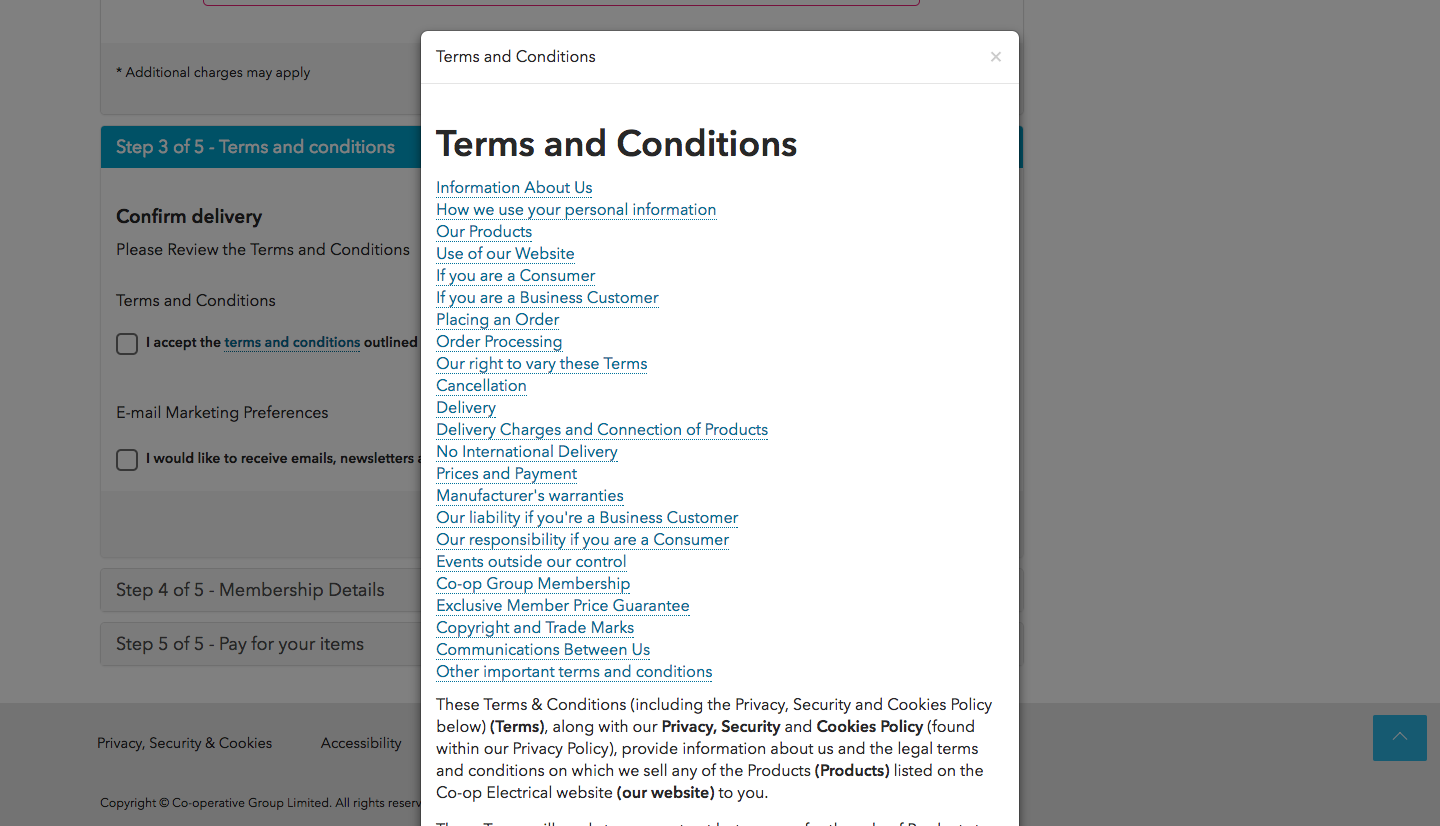 * Additional charges may apply
Step 3 of 5 - Terms and conditions
Confirm delivery
Please Review the Terms and Conditions
Terms and Conditions
I accept the terms and conditions outlined
E-mail Marketing Preferences
I would like to receive emails, newsletters
Step 4 of 5 - Membership Details
Step 5 of 5 - Pay for your items
Privacy, Security & Cookies
Accessibility
Copyright © Co-operative Group Limited. All rights
Terms and Conditions
×
Terms and Conditions
Information About Us
How we use your personal information
Our Products
Use of our Website
If you are a Consumer
If you are a Business Customer
Placing an Order
Order Processing
Our right to vary these Terms
Cancellation
Delivery
Delivery Charges and Connection of Products
No International Delivery
Prices and Payment
Manufacturer's warranties
Our liability if you're a Business Customer
Our responsibility if you are a Consumer
Events outside our control
Co-op Group Membership
Exclusive Member Price Guarantee
Copyright and Trade Marks
Communications Between Us
Other important terms and conditions
These Terms & Conditions (including the Privacy, Security and Cookies Policy
below) (Terms), along with our Privacy, Security and Cookies Policy (found
within our Privacy Policy), provide information about us and the legal terms
and conditions on which we sell any of the Products (Products) listed on the
Co-op Electrical website (our website) to you.